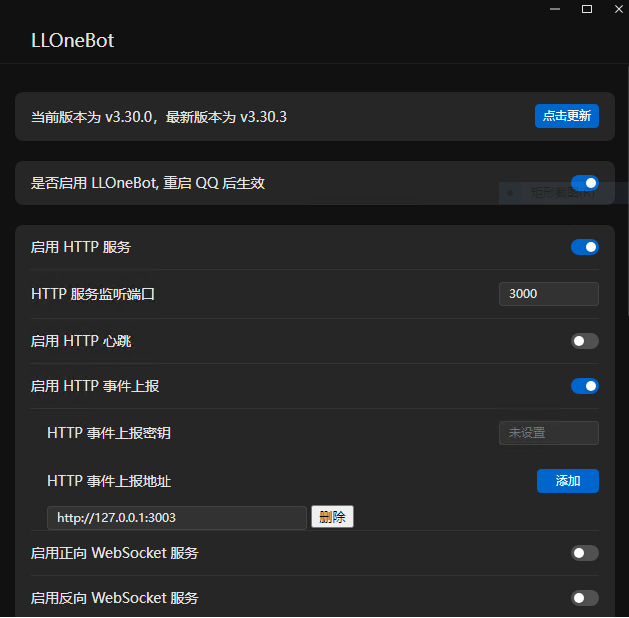 LLOneBot
当前版本为 v3.30.0，最新版本为 v3.30.3
点击更新
是否启用 LLOneBot, 重启 QQ 后生效
启用 HTTP 服务
HTTP 服务监听端口
3000
启用 HTTP 心跳
启用 HTTP 事件上报
HTTP 事件上报密钥
未设置
HTTP 事件上报地址
添加
http://127.0.0.1:3003
删除
启用正向 WebSocket 服务
启用反向 WebSocket 服务